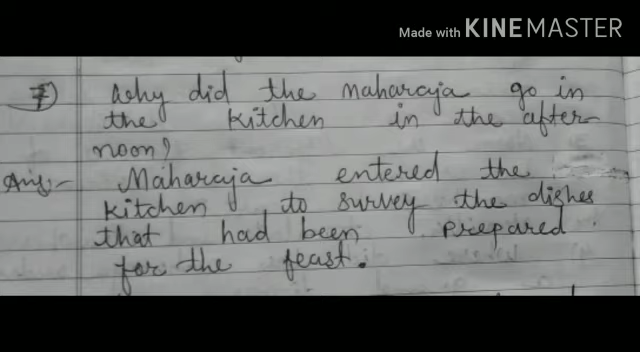 Made with KINEMASTER
7) Why did the Maharaja go in
the Kitchen in the after-
noon?
Ans:- Maharaja entered the
kitchen to survey the dishes
that had been prepared
for the feast.